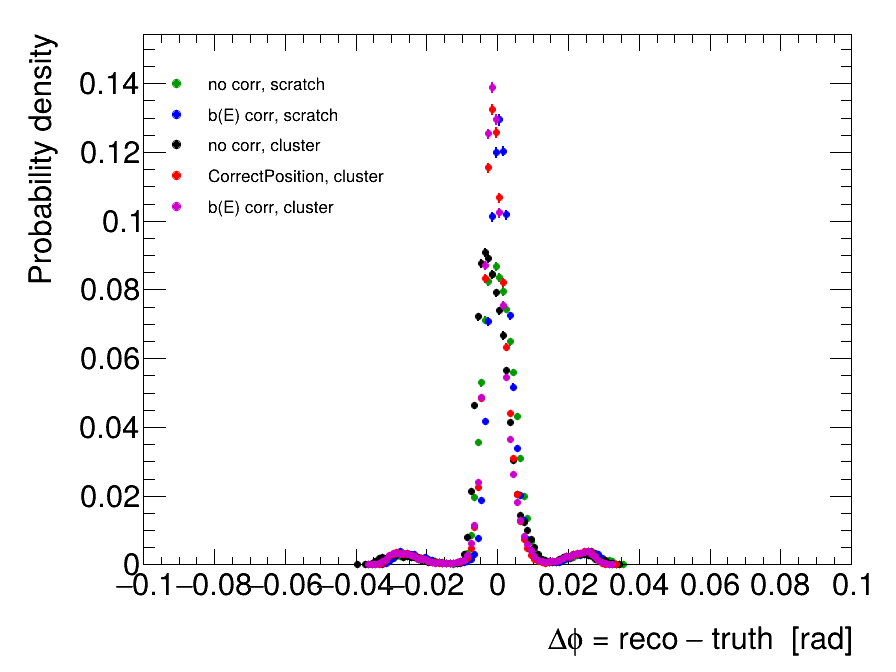 Probability density
0.14
0.12
0.1
0.08
0.06
0.04
0.02
0
no corr, scratch
b(E) corr, scratch
no corr, cluster
CorrectPosition, cluster
b(E) corr, cluster
−0.1 −0.08 −0.06 −0.04 −0.02 0 0.02 0.04 0.06 0.08 0.1
Δϕ = reco − truth [rad]